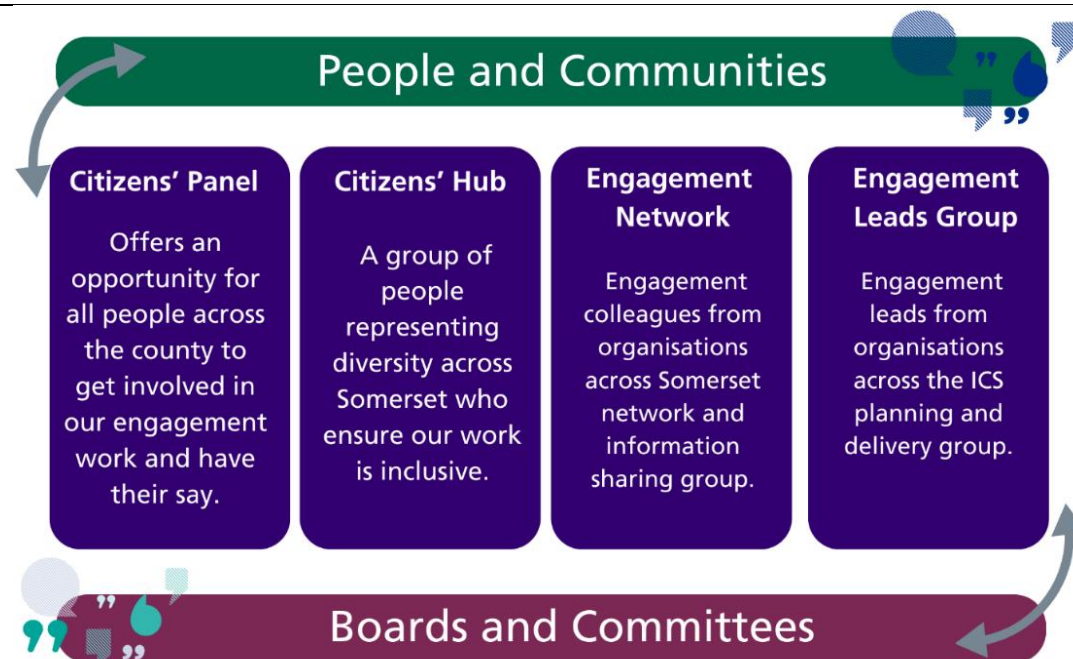 People and Communities
Citizens’ Panel
Offers an
opportunity for
all people across
the county to
get involved in
our engagement
work and have
their say.
Citizens’ Hub
A group of
people
representing
diversity across
Somerset who
ensure our work
is inclusive.
Engagement
Network
Engagement
colleagues from
organisations
across Somerset
network and
information
sharing group.
Engagement
Leads Group
Engagement
leads from
organisations
across the ICS
planning and
delivery group.
Boards and Committees